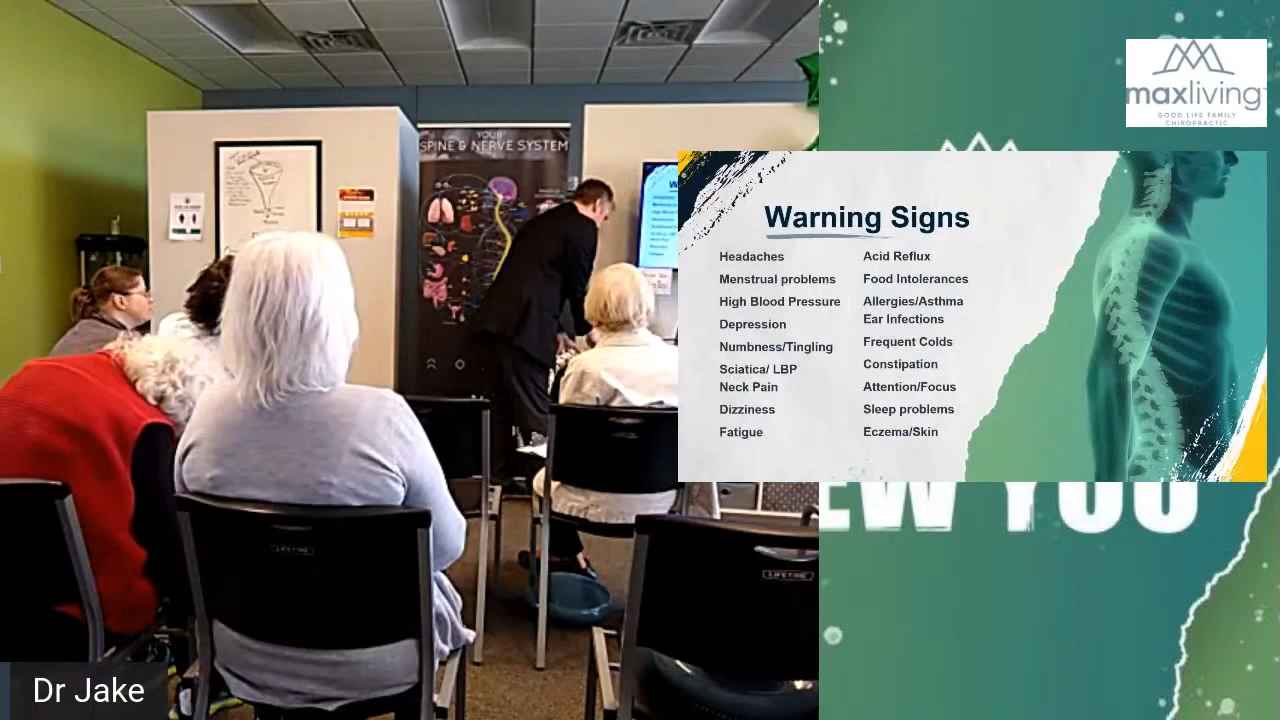 maxliving
GOOD LIFE FAMILY
CHIROPRACTIC
YOUR
SPINE & NERVE SYSTEM
Warning Signs
Headaches
Menstrual problems
High Blood Pressure
Depression
Numbness/Tingling
Sciatica/ LBP
Neck Pain
Dizziness
Fatigue
Acid Reflux
Food Intolerances
Allergies/Asthma
Ear Infections
Frequent Colds
Constipation
Attention/Focus
Sleep problems
Eczema/Skin
EW YOU
LIFETIME
LIFETIME
Dr Jake